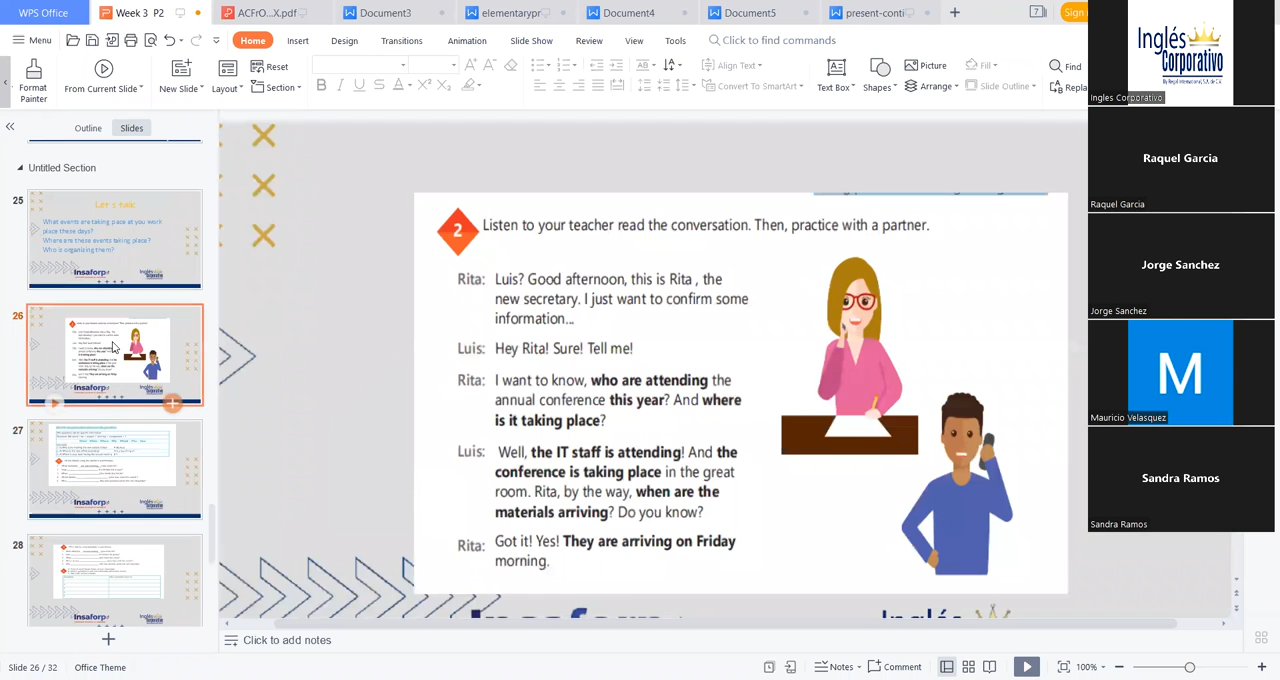 WPS Office
Week 3 P2
ACFrO...X.pdf
Document3
elementarypr
Document4
Document5
present-conti
Sign
Menu
Home
Insert
Design
Transitions
Animation
Slide Show
Review
View
Tools
Click to find commands
Format
Painter
From Current Slide
New Slide
Layout
Reset
Section
Align Text
Convert To SmartArt
Text Box
Shapes
Picture
Arrange
Fill
Slide Outline
Find
Repla
Outline
Slides
Untitled Section
25
Let's talk
What events are taking place at you work
place these days?
Where are these events taking place?
Who is organizing them?
Insaforp
26
Insaforp
27
Insaforp
28
Insaforp
2
Listen to your teacher read the conversation. Then, practice with a partner.
Rita: Luis? Good afternoon, this is Rita , the
new secretary. I just want to confirm some
information...
Luis: Hey Rita! Sure! Tell me!
Rita: I want to know, who are attending the
annual conference this year? And where
is it taking place?
Luis: Well, the IT staff is attending! And the
conference is taking place in the great
room. Rita, by the way, when are the
materials arriving? Do you know?
Rita: Got it! Yes! They are arriving on Friday
morning.
Click to add notes
Slide 26 / 32
Office Theme
Notes
Comment
100%
Inglés
Corporativo
By Regal International, S.A. de C.V.
Ingles Corporativo
Raquel Garcia
Raquel Garcia
Jorge Sanchez
Jorge Sanchez
M
Mauricio Velasquez
Sandra Ramos
Sandra Ramos